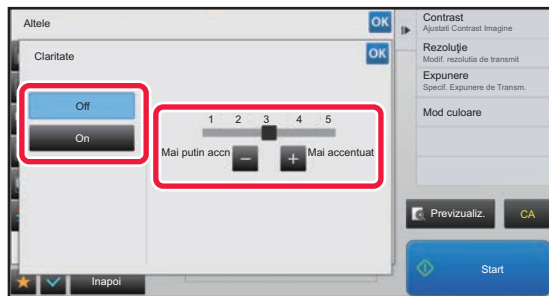 Altele
OK
Claritate
OK
Off
On
1 2 3 4 5
Mai putin accn
Mai accentuat
Inapoi
Contrast
Ajustati Contrast Imagine
Rezoluţie
Modif. rezolutia de transmit
Expunere
Specif. Expunere de Transm.
Mod culoare
Previzualiz.
CA
Start